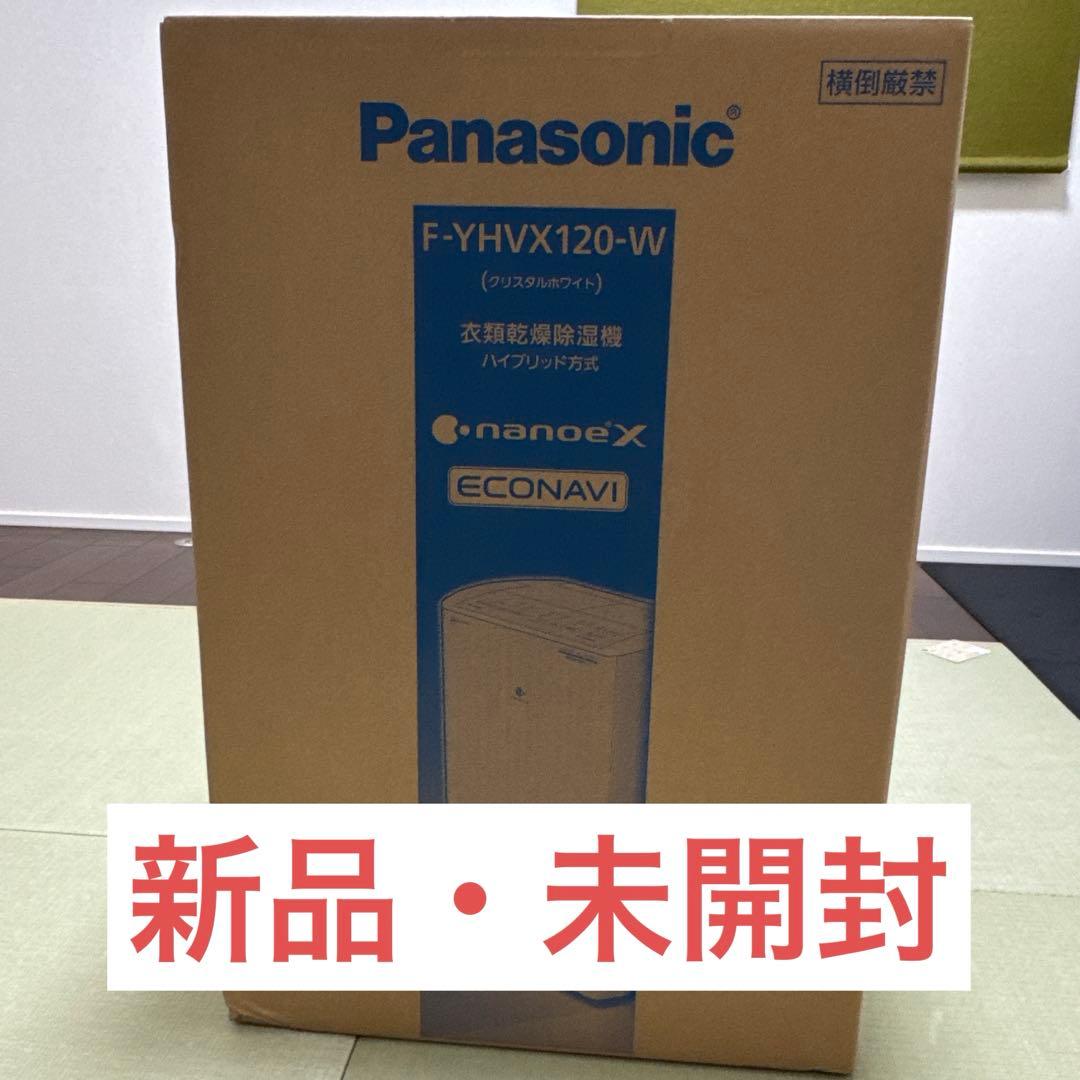 横倒厳禁
Panasonic®
F-YHVX120-W
(クリスタルホワイト)
衣類乾燥除湿機
ハイブリッド方式
nanoe X
ECONAVI
新品・未開封